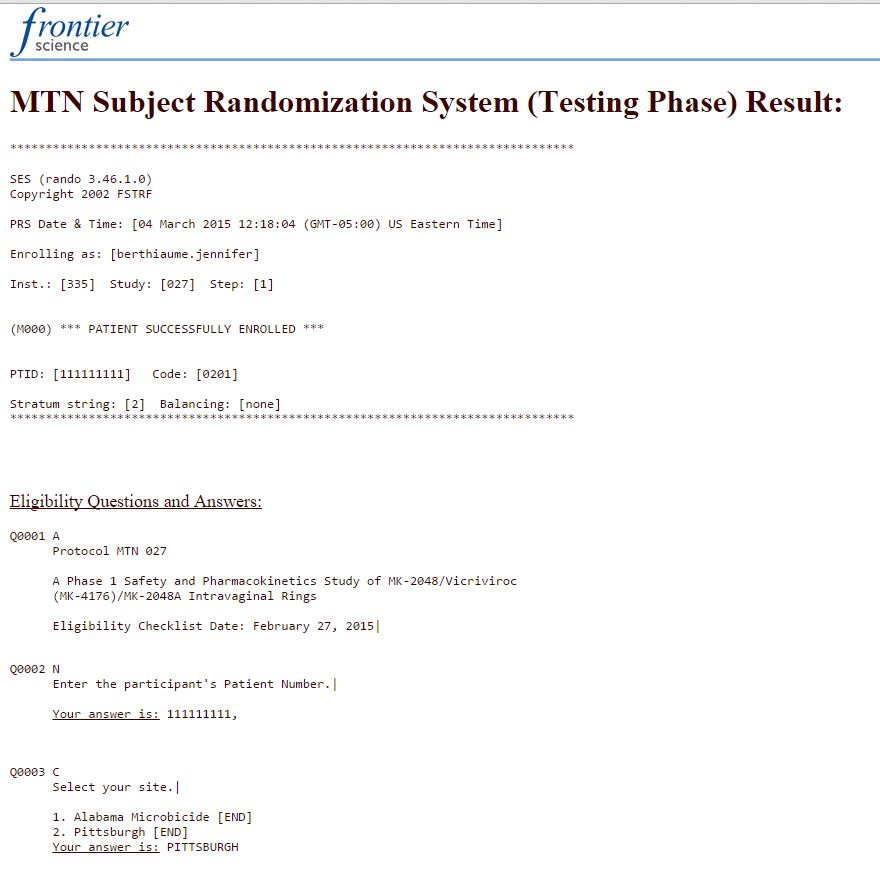 frontier
science
MTN Subject Randomization System (Testing Phase) Result:
*******************************************************************************
SES (rando 3.46.1.0)
Copyright 2002 FSTRF
PRS Date & Time: [04 March 2015 12:18:04 (GMT-05:00) US Eastern Time]
Enrolling as: [berthiaume.jennifer]
Inst.: [335]  Study: [027]  Step: [1]
(M000) *** PATIENT SUCCESSFULLY ENROLLED ***
PTID: [111111111]   Code: [0201]
Stratum string: [2]  Balancing: [none]
*******************************************************************************
Eligibility Questions and Answers:
Q0001 A
Protocol MTN 027
A Phase 1 Safety and Pharmacokinetics Study of MK-2048/Vicriviroc
(MK-4176)/MK-2048A Intravaginal Rings
Eligibility Checklist Date: February 27, 2015|
Q0002 N
Enter the participant's Patient Number.|
Your answer is: 111111111,
Q0003 C
Select your site.|
1. Alabama Microbicide [END]
2. Pittsburgh [END]
Your answer is: PITTSBURGH